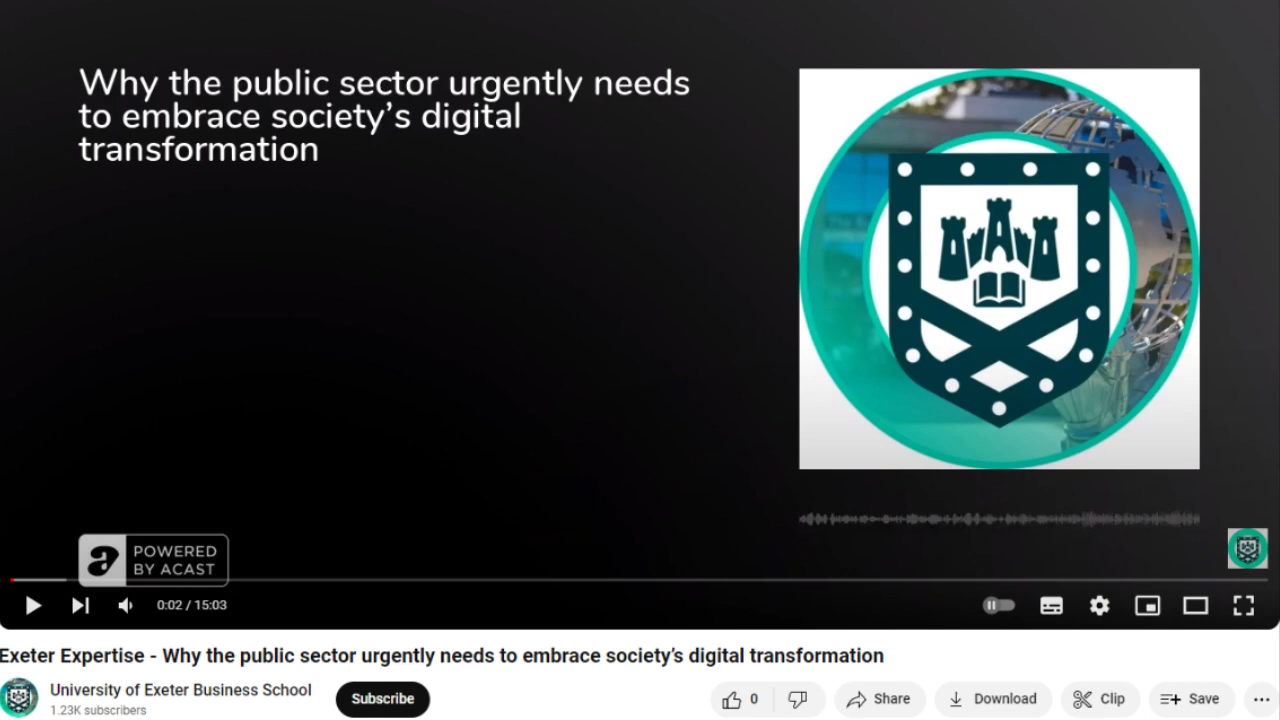 Why the public sector urgently needs
to embrace society’s digital
transformation
a
POWERED
BY ACAST
0:02 / 15:03
Exeter Expertise - Why the public sector urgently needs to embrace society’s digital transformation
University of Exeter Business School
1.23K subscribers
Subscribe
0
Share
Download
Clip
Save